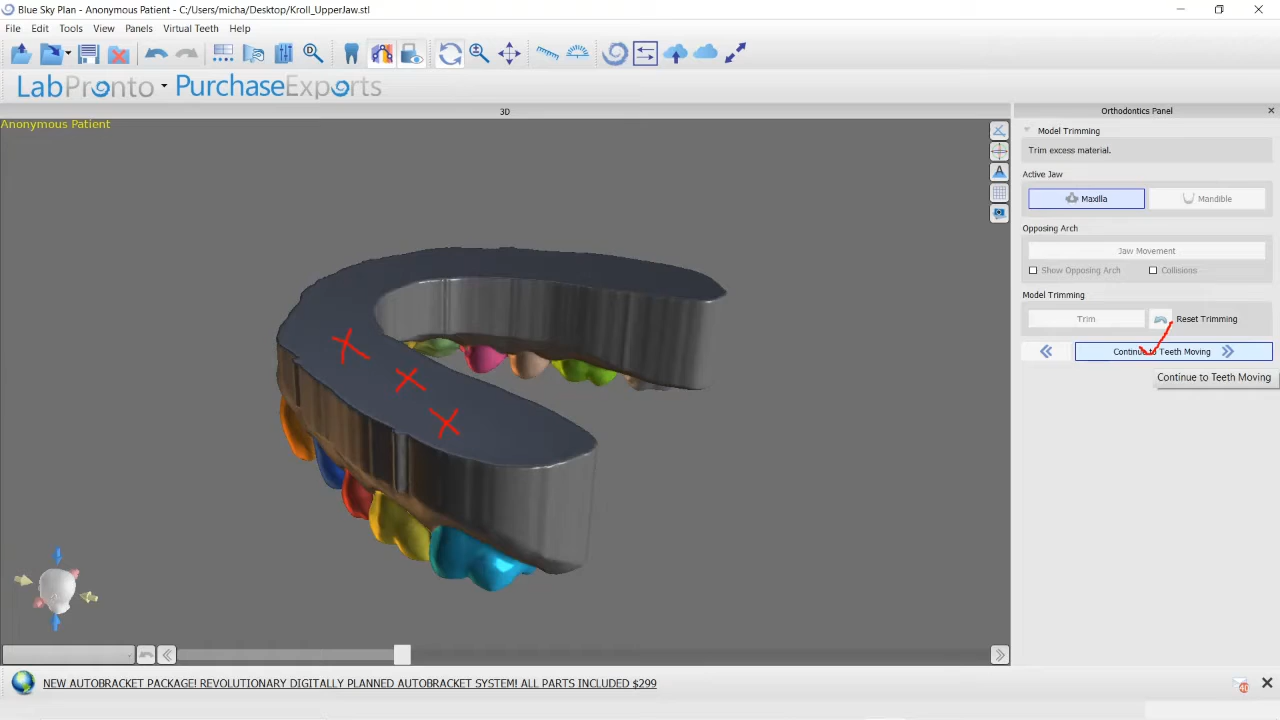 Blue Sky Plan - Anonymous Patient - C:/Users/micha/Desktop/Kroll_UpperJaw.stl
File Edit Tools View Panels Virtual Teeth Help
LabPronto PurchaseExports
3D
Orthodontics Panel
Anonymous Patient
Model Trimming
Trim excess material.
Active Jaw
Maxilla Mandible
Opposing Arch
Jaw Movement
Show Opposing Arch Collisions
Model Trimming
Trim Reset Trimming
Continue to Teeth Moving
Continue to Teeth Moving
NEW AUTOBRACKET PACKAGE! REVOLUTIONARY DIGITALLY PLANNED AUTOBRACKET SYSTEM! ALL PARTS INCLUDED $299